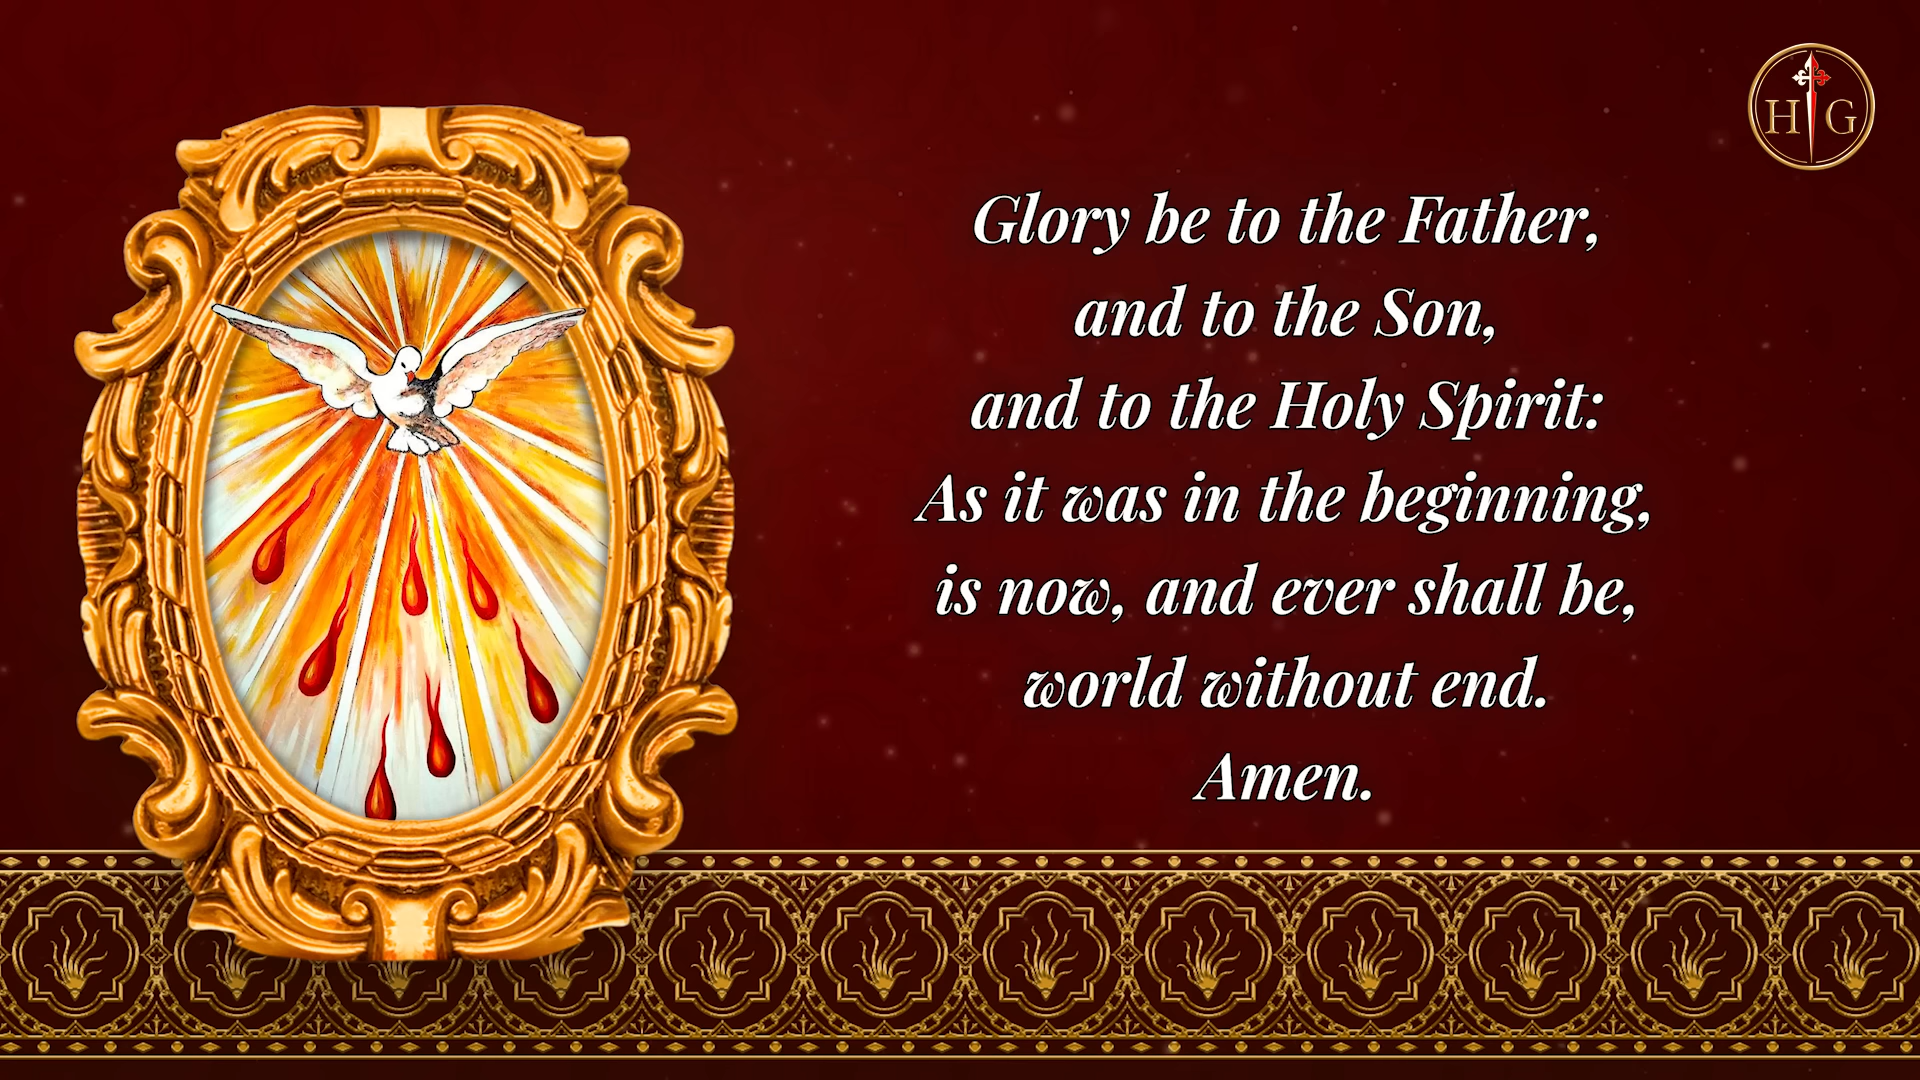 H G
Glory be to the Father,
and to the Son,
and to the Holy Spirit:
As it was in the beginning,
is now, and ever shall be,
world without end.
Amen.